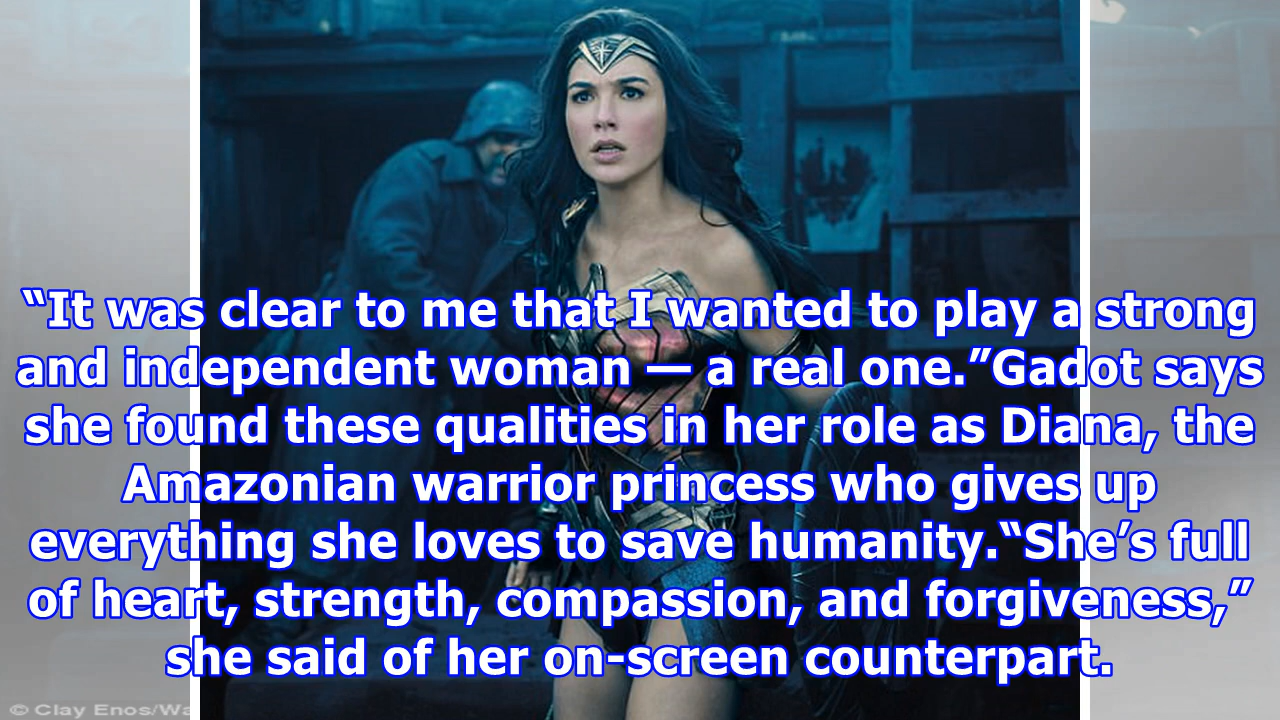 “It was clear to me that I wanted to play a strong
and independent woman — a real one.”Gadot says
she found these qualities in her role as Diana, the
Amazonian warrior princess who gives up
everything she loves to save humanity.“She’s full
of heart, strength, compassion, and forgiveness,”
she said of her on-screen counterpart.
© Clay Enos/Wa